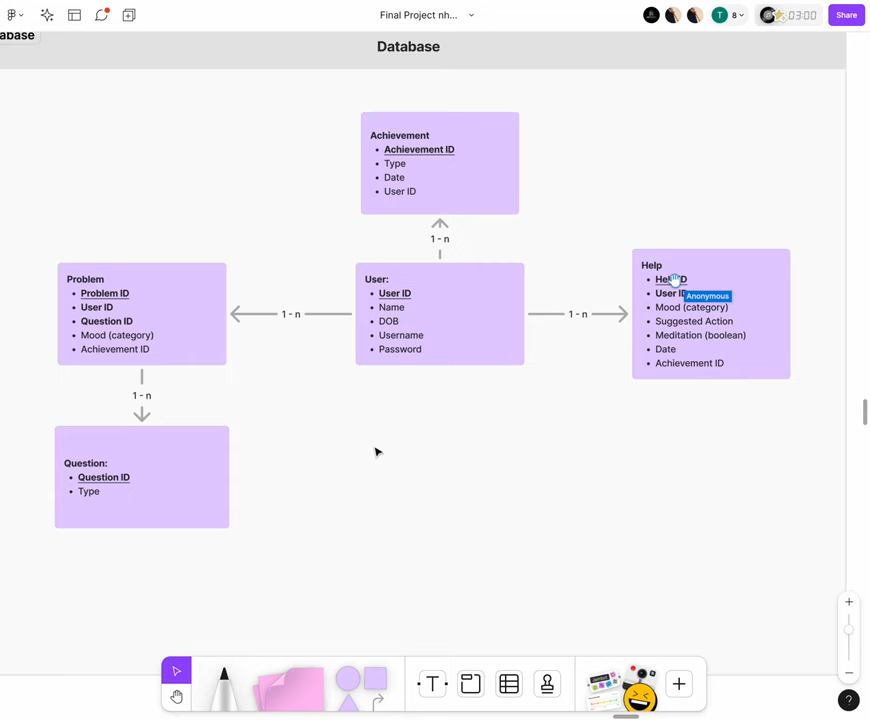 Final Project nh...
T
8
03:00
Share
abase
Database
Achievement
• Achievement ID
• Type
• Date
• User ID
1 - n
Problem
• Problem ID
• User ID
• Question ID
• Mood (category)
• Achievement ID
1 - n
User:
• User ID
• Name
• DOB
• Username
• Password
1 - n
Help
• Help ID
• User ID
Anonymous
• Mood (category)
• Suggested Action
• Meditation (boolean)
• Date
• Achievement ID
1 - n
Question:
• Question ID
• Type
T
?